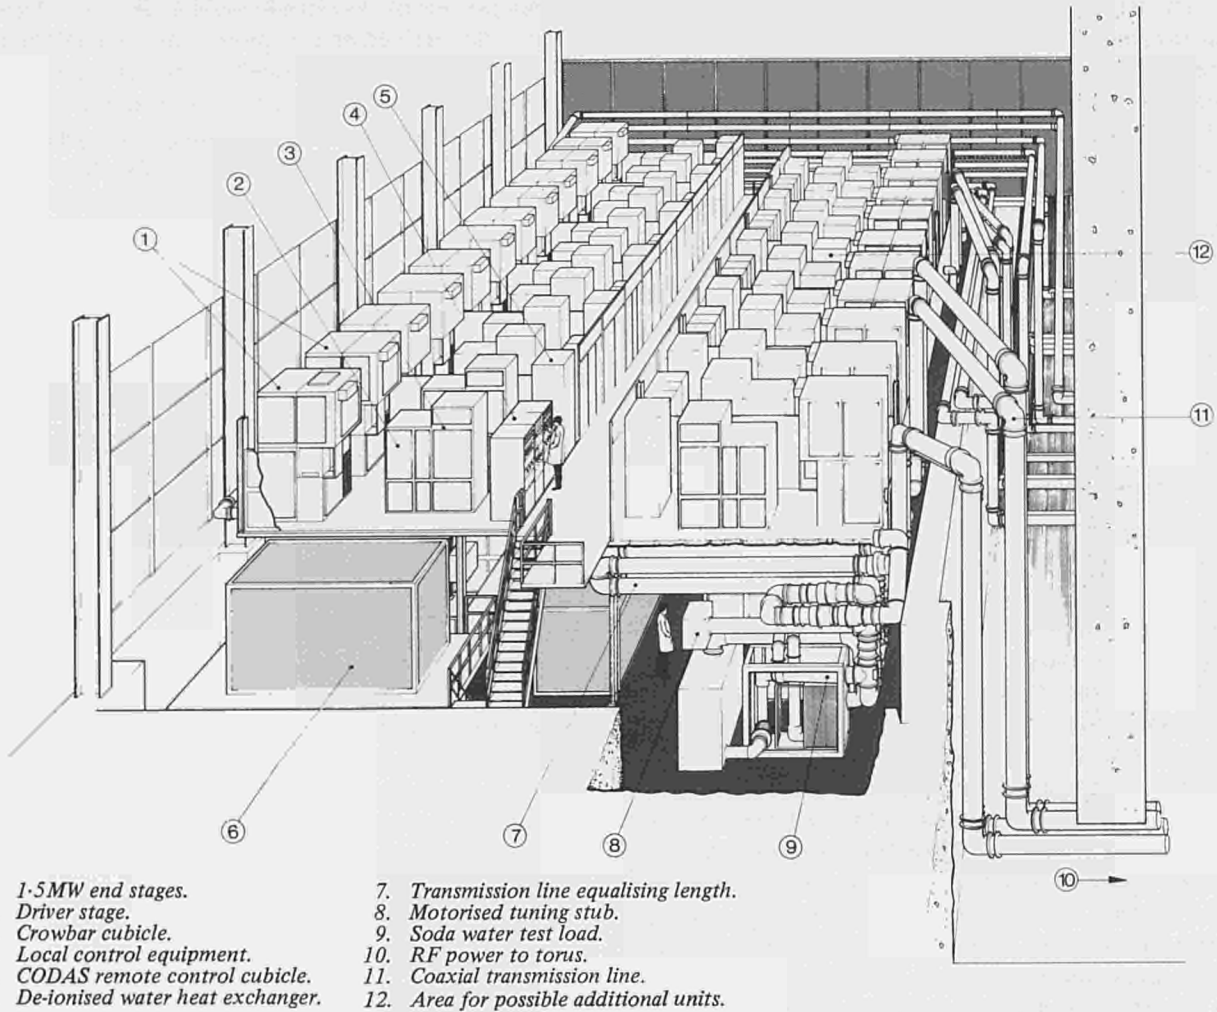 5
4
3
2
1
12
11
6
7
8
9
10
1·5MW end stages.
Driver stage.
Crowbar cubicle.
Local control equipment.
CODAS remote control cubicle.
De-ionised water heat exchanger.
7. Transmission line equalising length.
8. Motorised tuning stub.
9. Soda water test load.
10. RF power to torus.
11. Coaxial transmission line.
12. Area for possible additional units.